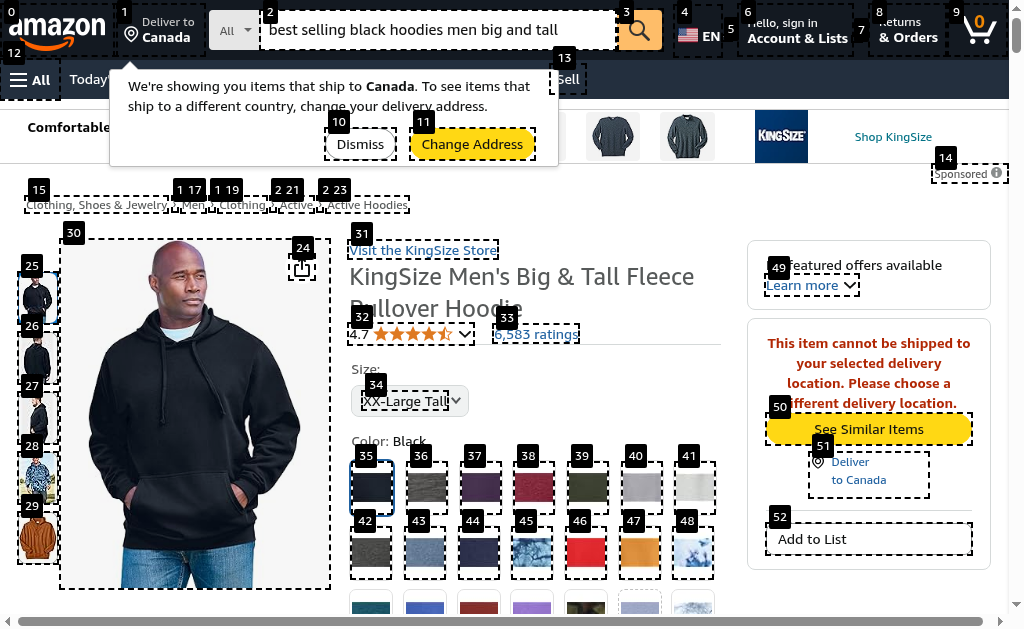 0 1 2 3 4 5 6 7 8 9
amazon
Deliver to
Canada
All
best selling black hoodies men big and tall
EN
Hello, sign in
Account & Lists
Returns
& Orders
0
12
All
Today'
13
Sell
We're showing you items that ship to Canada. To see items that
ship to a different country, change your delivery address.
10
Dismiss
11
Change Address
Comfortable
KINGSIZE
Shop KingSize
14
Sponsored
15 1 17 1 19 2 21 2 23
Clothing, Shoes & Jewelry › Men › Clothing › Active › Active Hoodies
30
24
25
26
27
28
29
31
Visit the KingSize Store
KingSize Men's Big & Tall Fleece
Pullover Hoodie
32
4.7
33
6,583 ratings
Size:
34
XX-Large Tall
Color: Black
35 36 37 38 39 40 41
42 43 44 45 46 47 48
featured offers available
49
Learn more
This item cannot be shipped to
your selected delivery
location. Please choose a
different delivery location.
50
See Similar Items
51
Deliver
to Canada
52
Add to List